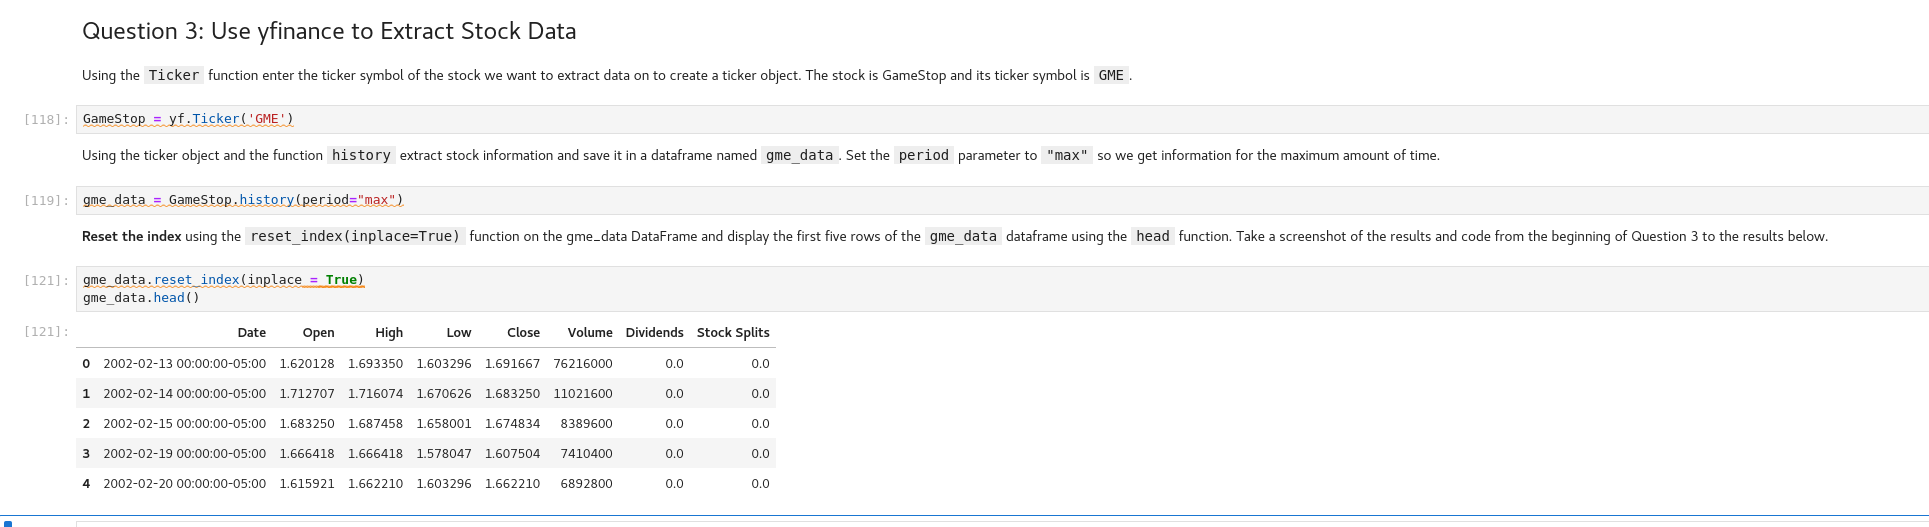 Question 3: Use yfinance to Extract Stock Data
Using the Ticker function enter the ticker symbol of the stock we want to extract data on to create a ticker object. The stock is GameStop and its ticker symbol is GME .
[118]: GameStop = yf.Ticker('GME')
Using the ticker object and the function history extract stock information and save it in a dataframe named gme_data . Set the period parameter to "max" so we get information for the maximum amount of time.
[119]: gme_data = GameStop.history(period="max")
Reset the index using the reset_index(inplace=True) function on the gme_data DataFrame and display the first five rows of the gme_data dataframe using the head function. Take a screenshot of the results and code from the beginning of Question 3 to the results below.
[121]: gme_data.reset_index(inplace = True)
gme_data.head()
[121]: Date Open High Low Close Volume Dividends Stock Splits
0 2002-02-13 00:00:00-05:00 1.620128 1.693350 1.603296 1.691667 76216000 0.0 0.0
1 2002-02-14 00:00:00-05:00 1.712707 1.716074 1.670626 1.683250 11021600 0.0 0.0
2 2002-02-15 00:00:00-05:00 1.683250 1.687458 1.658001 1.674834 8389600 0.0 0.0
3 2002-02-19 00:00:00-05:00 1.666418 1.666418 1.578047 1.607504 7410400 0.0 0.0
4 2002-02-20 00:00:00-05:00 1.615921 1.662210 1.603296 1.662210 6892800 0.0 0.0